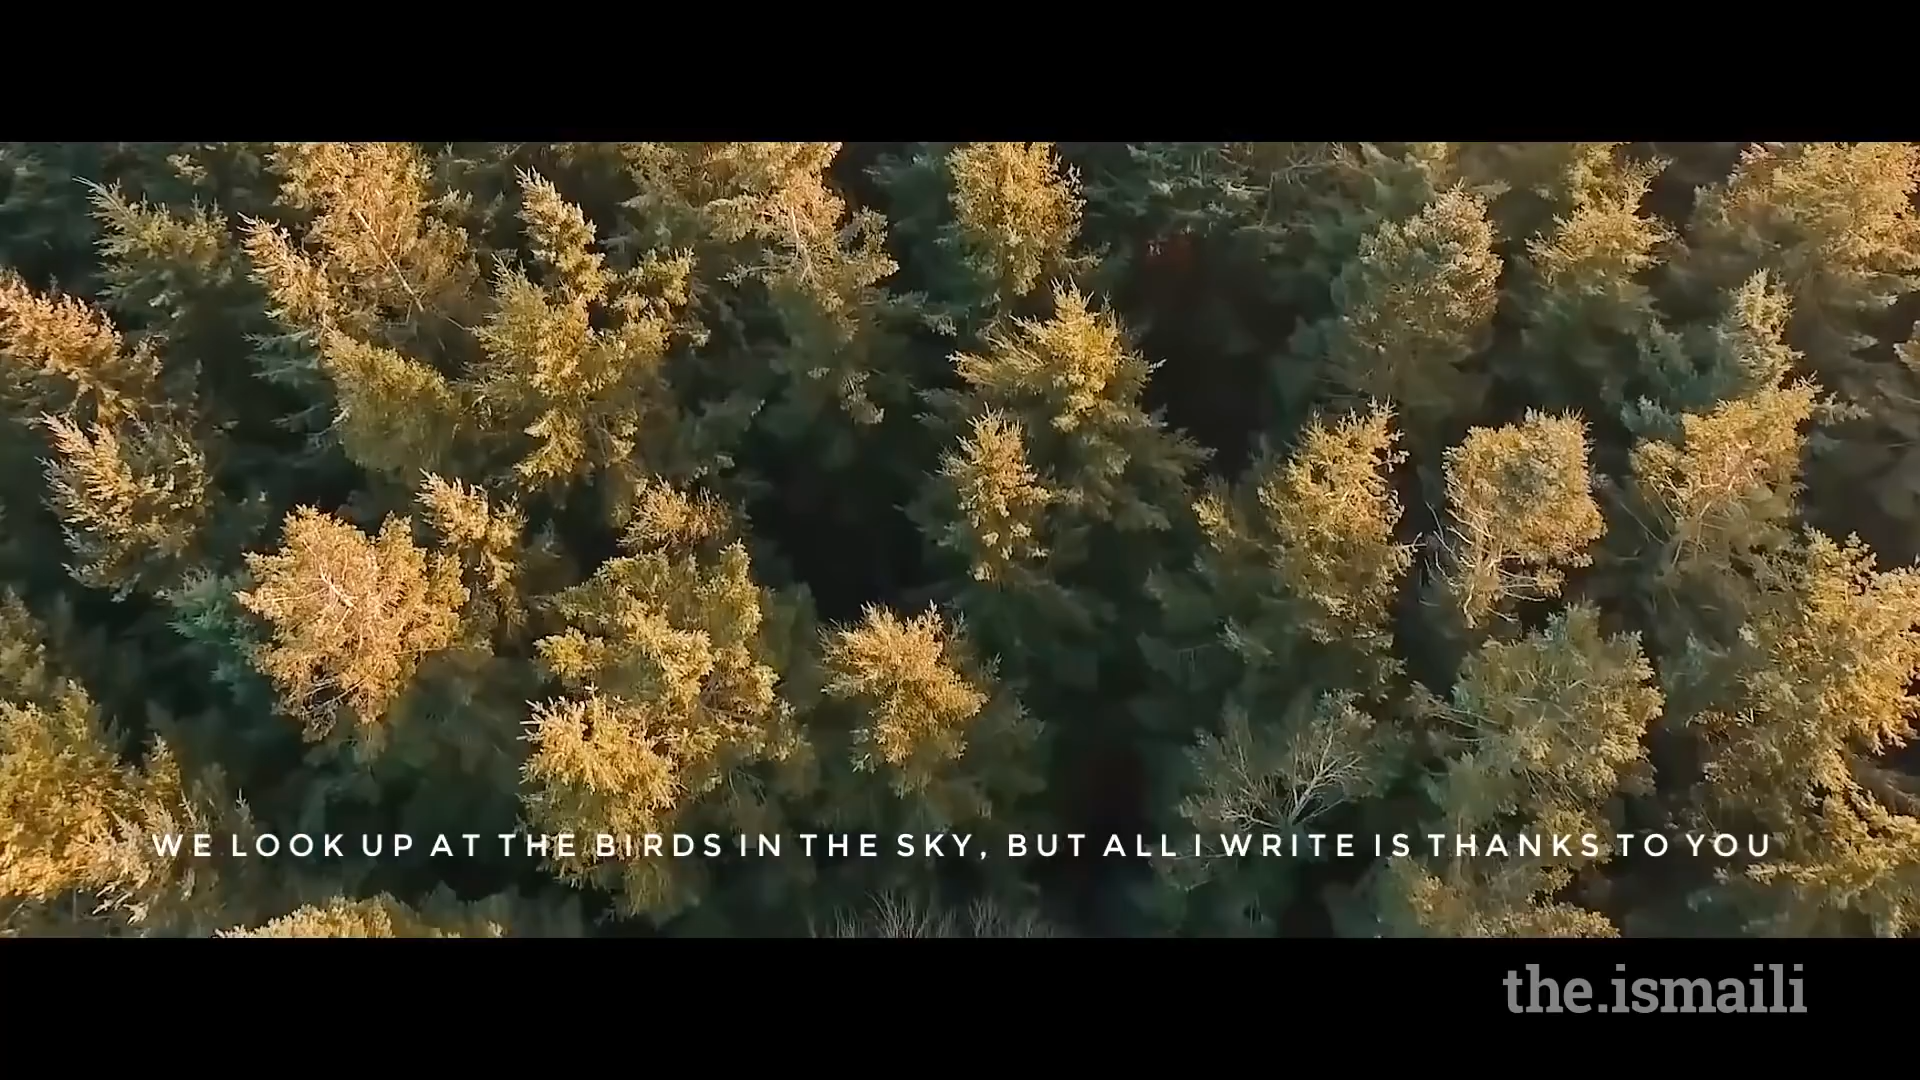 WE LOOK UP AT THE BIRDS IN THE SKY, BUT ALL I WRITE IS THANKS TO YOU
the.ismaili